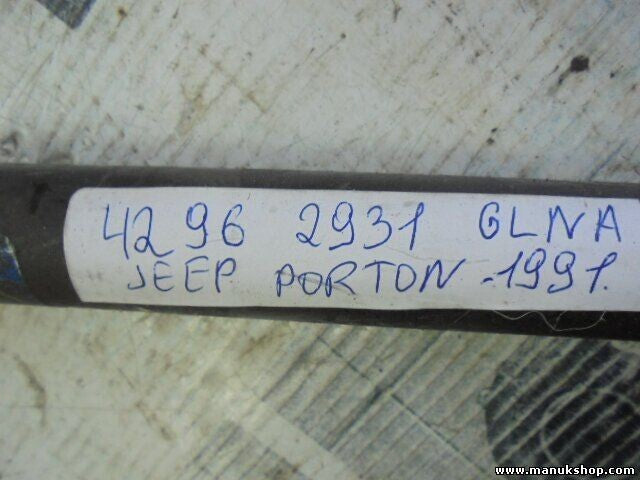 4296 2931 GLNA
JEEP PORTON - 1991.
www.manukshop.com